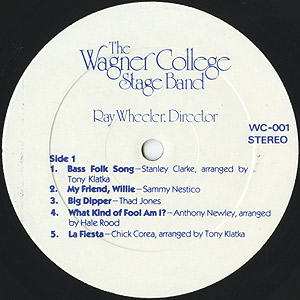 The
Wagner College
Stage Band
Ray Wheeler, Director
WC-001
STEREO
Side 1
1. Bass Folk Song—Stanley Clarke, arranged by
Tony Klatka
2. My Friend, Willie—Sammy Nestico
3. Big Dipper—Thad Jones
4. What Kind of Fool Am I?—Anthony Newley, arranged
by Hale Rood
5. La Fiesta—Chick Corea, arranged by Tony Klatka